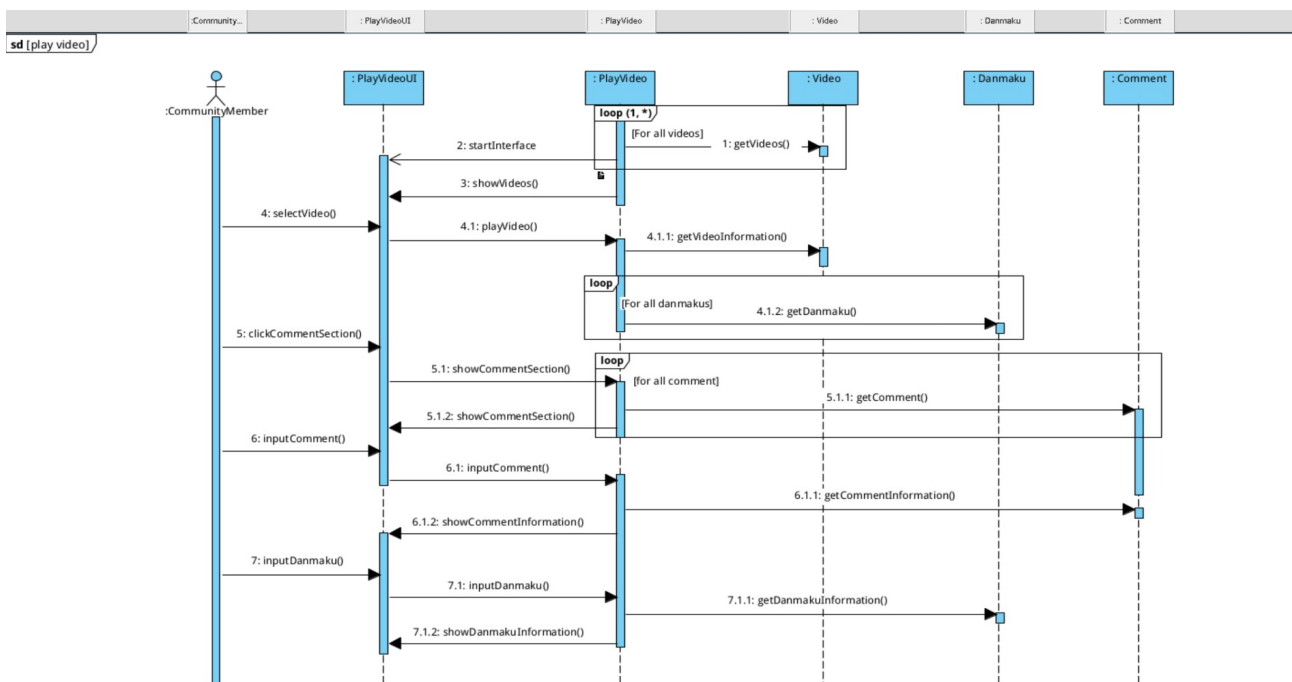 :Community...
: PlayVideoUI
: PlayVideo
: Video
: Danmaku
: Comment
sd [play video]
:CommunityMember
: PlayVideoUI
: PlayVideo
: Video
: Danmaku
: Comment
loop (1, *)
[For all videos]
1: getVideos()
2: startInterface
3: showVideos()
4: selectVideo()
4.1: playVideo()
4.1.1: getVideoInformation()
loop
[For all danmakus]
4.1.2: getDanmaku()
5: clickCommentSection()
loop
5.1: showCommentSection()
[for all comment]
5.1.1: getComment()
5.1.2: showCommentSection()
6: inputComment()
6.1: inputComment()
6.1.1: getCommentInformation()
6.1.2: showCommentInformation()
7: inputDanmaku()
7.1: inputDanmaku()
7.1.1: getDanmakuInformation()
7.1.2: showDanmakuInformation()